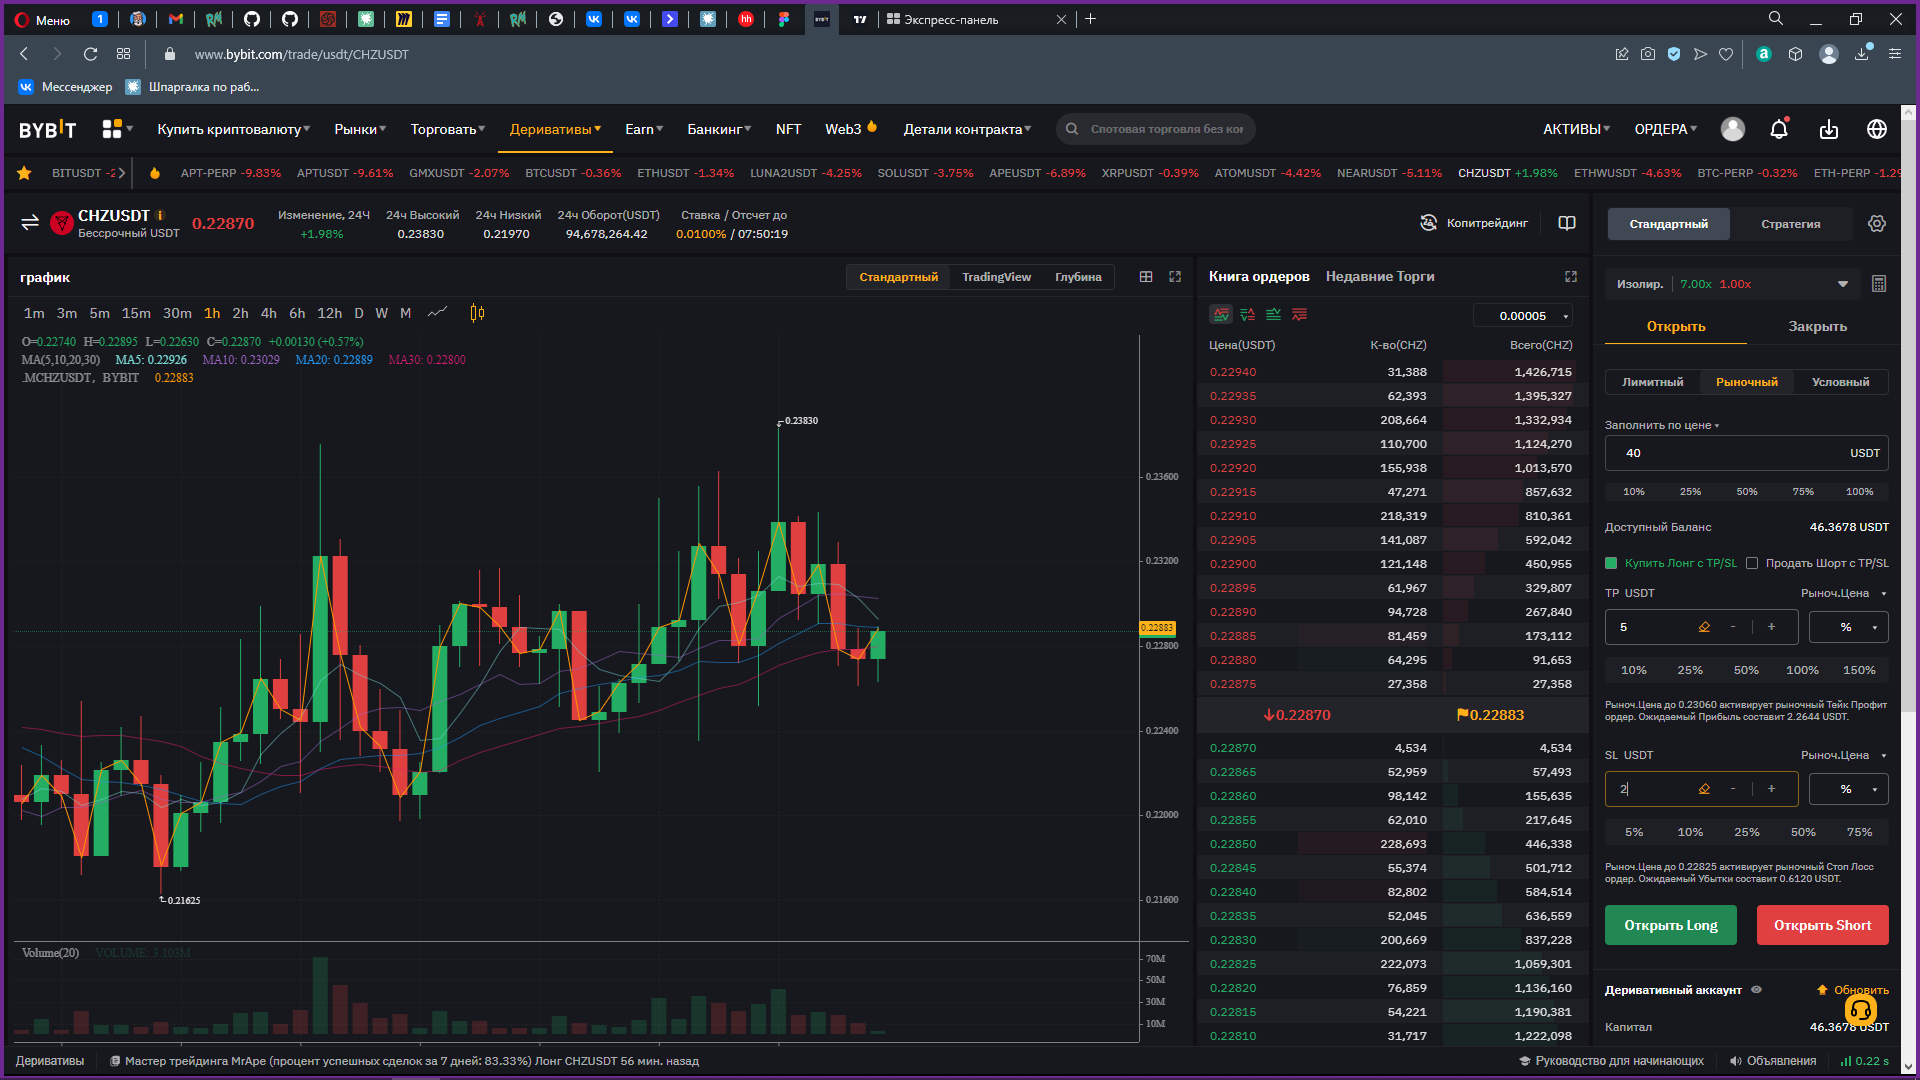 Меню
1
Экспресс-панель
www.bybit.com/trade/usdt/CHZUSDT
Мессенджер
Шпаргалка по раб...
BYBIT
Купить криптовалюту
Рынки
Торговать
Деривативы
Earn
Банкинг
NFT
Web3
Детали контракта
Спотовая торговля без ко
АКТИВЫ
ОРДЕРА
BITUSDT
APT-PERP -9.83%
APTUSDT -9.61%
GMXUSDT -2.07%
BTCUSDT -0.36%
ETHUSDT -1.34%
LUNA2USDT -4.25%
SOLUSDT -3.75%
APEUSDT -6.89%
XRPUSDT -0.39%
ATOMUSDT -4.42%
NEARUSDT -5.11%
CHZUSDT +1.98%
ETHWUSDT -4.63%
BTC-PERP -0.32%
ETH-PERP -1.29
CHZUSDT
Бессрочный USDT
0.22870
Изменение, 24Ч
+1.98%
24ч Высокий
0.23830
24ч Низкий
0.21970
24ч Оборот(USDT)
94,678,264.42
Ставка / Отсчет до
0.0100% / 07:50:19
Копитрейдинг
Стандартный
Стратегия
график
Стандартный TradingView Глубина
1m 3m 5m 15m 30m 1h 2h 4h 6h 12h D W M
O=0.22740 H=0.22895 L=0.22630 C=0.22870 +0.00130 (+0.57%)
MA(5,10,20,30) MA5: 0.22926 MA10: 0.23029 MA20: 0.22889 MA30: 0.22800
.MCHZUSDT, BYBIT 0.22883
0.23830
0.21625
0.23600
0.23200
0.22883
0.22800
0.22400
0.22000
0.21600
Volume(20) VOLUME: 3.103M
70M
50M
30M
10M
Книга ордеров Недавние Торги
0.00005
Цена(USDT) К-во(CHZ) Всего(CHZ)
0.22940 31,388 1,426,715
0.22935 62,393 1,395,327
0.22930 208,664 1,332,934
0.22925 110,700 1,124,270
0.22920 155,938 1,013,570
0.22915 47,271 857,632
0.22910 218,319 810,361
0.22905 141,087 592,042
0.22900 121,148 450,955
0.22895 61,967 329,807
0.22890 94,728 267,840
0.22885 81,459 173,112
0.22880 64,295 91,653
0.22875 27,358 27,358
0.22870 0.22883
0.22870 4,534 4,534
0.22865 52,959 57,493
0.22860 98,142 155,635
0.22855 62,010 217,645
0.22850 228,693 446,338
0.22845 55,374 501,712
0.22840 82,802 584,514
0.22835 52,045 636,559
0.22830 200,669 837,228
0.22825 222,073 1,059,301
0.22820 76,859 1,136,160
0.22815 54,221 1,190,381
0.22810 31,717 1,222,098
Изолир. 7.00x 1.00x
Открыть Закрыть
Лимитный Рыночный Условный
Заполнить по цене
40 USDT
10% 25% 50% 75% 100%
Доступный Баланс 46.3678 USDT
Купить Лонг с TP/SL Продать Шорт с TP/SL
TP USDT Рыноч.Цена
5 - + %
10% 25% 50% 100% 150%
Рыноч.Цена до 0.23060 активирует рыночный Тейк Профит
ордер. Ожидаемый Прибыль составит 2.2644 USDT.
SL USDT Рыноч.Цена
2 - + %
5% 10% 25% 50% 75%
Рыноч.Цена до 0.22825 активирует рыночный Стоп Лосс
ордер. Ожидаемый Убытки составит 0.6120 USDT.
Открыть Long Открыть Short
Деривативный аккаунт Обновить
Капитал 46.3678 USDT
Деривативы
Мастер трейдинга MrApe (процент успешных сделок за 7 дней: 83.33%) Лонг CHZUSDT 56 мин. назад
Руководство для начинающих
Объявления
0.22 s